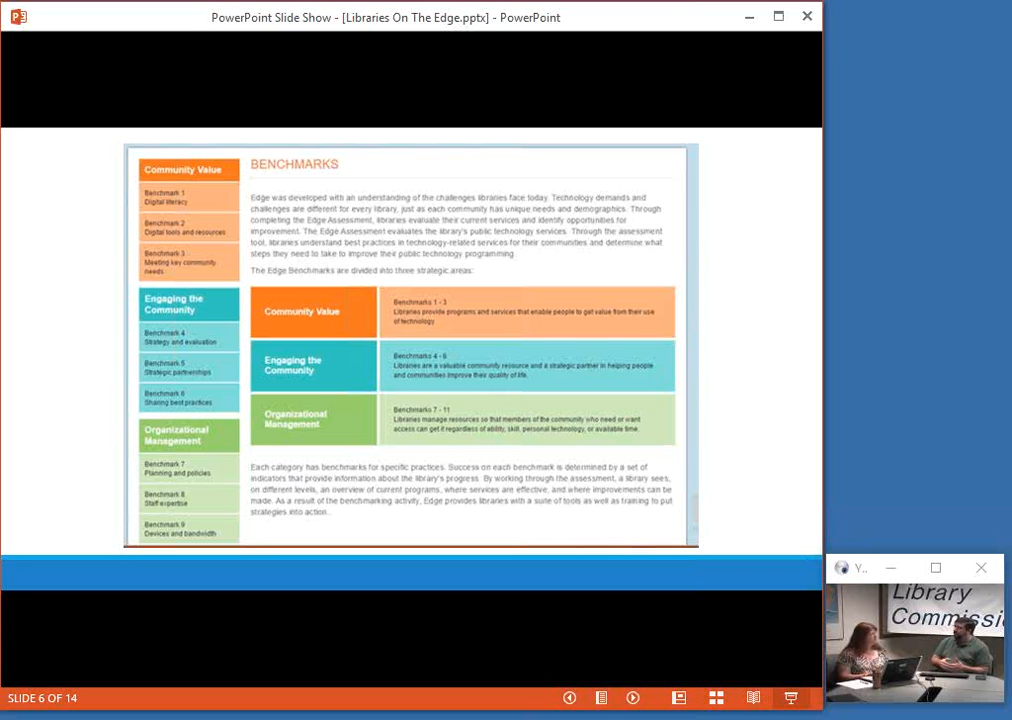 PowerPoint Slide Show - [Libraries On The Edge.pptx] - PowerPoint
Community Value
Benchmark 1
Digital literacy
Benchmark 2
Digital tools and resources
Benchmark 3
Meeting key community
needs
Engaging the
Community
Benchmark 4
Strategy and evaluation
Benchmark 5
Strategic partnerships
Benchmark 6
Sharing best practices
Organizational
Management
Benchmark 7
Planning and policies
Benchmark 8
Staff expertise
Benchmark 9
Devices and bandwidth
BENCHMARKS
Edge was developed with an understanding of the challenges libraries face today. Technology demands and
challenges are different for every library, just as each community has unique needs and demographics. Through
completing the Edge Assessment, libraries evaluate their current services and identify opportunities for
improvement. The Edge Assessment evaluates the library's public technology services. Through the assessment
tool, libraries understand best practices in technology-related services for their communities and determine what
steps they need to take to improve their public technology programming.
The Edge Benchmarks are divided into three strategic areas:
Community Value
Benchmarks 1 - 3
Libraries provide programs and services that enable people to get value from their use
of technology
Engaging the
Community
Benchmarks 4 - 6
Libraries are a valuable community resource and a strategic partner in helping people
and communities improve their quality of life.
Organizational
Management
Benchmarks 7 - 11
Libraries manage resources so that members of the community who need or want
access can get it regardless of ability, skill, personal technology, or available time.
Each category has benchmarks for specific practices. Success on each benchmark is determined by a set of
indicators that provide information about the library's progress. By working through the assessment, a library sees,
on different levels, an overview of current programs, where services are effective, and where improvements can be
made. As a result of the benchmarking activity, Edge provides libraries with a suite of tools as well as training to put
strategies into action.
Y..
Library
Commissi
SLIDE 6 OF 14